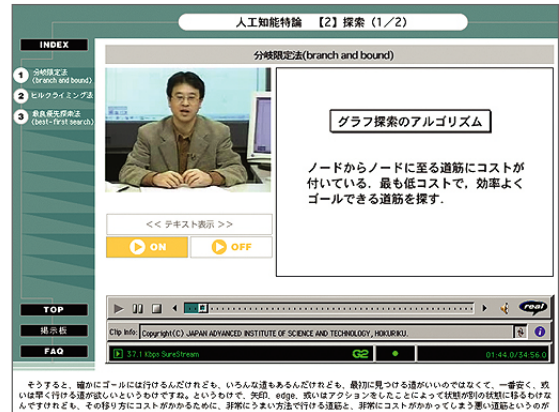 人工知能特論 【2】探索（1／2）
INDEX
分岐限定法(branch and bound)
1 分岐限定法
(branch and bound)
2 ヒルクライミング法
3 最良優先探索法
(best-first search)
グラフ探索のアルゴリズム
ノードからノードに至る道筋にコストが
付いている．最も低コストで，効率よく
ゴールできる道筋を探す．
<< テキスト表示 >>
ON
OFF
TOP
掲示板
FAQ
real
Clip Info: Copyright(C) JAPAN ADVANCED INSTITUTE OF SCIENCE AND TECHNOLOGY, HOKURIKU.
37.1 Kbps SureStream
G2
01:44.0/34:56.0
そうすると、確かにゴールには行けるんだけれども、いろんな道もあるんだけれども、最初に見つける道がいいのではなくて、一番安く、或
いは早く行ける道が欲しいというわけですね。というわけで、矢印、edge、或いはアクションをしたことによって状態が別の状態に移るわけ
んですけれども、その移り方にコストがかかるために、非常にうまい方法で行ける道筋と、非常にコストがかかってしまう悪い道筋というのが